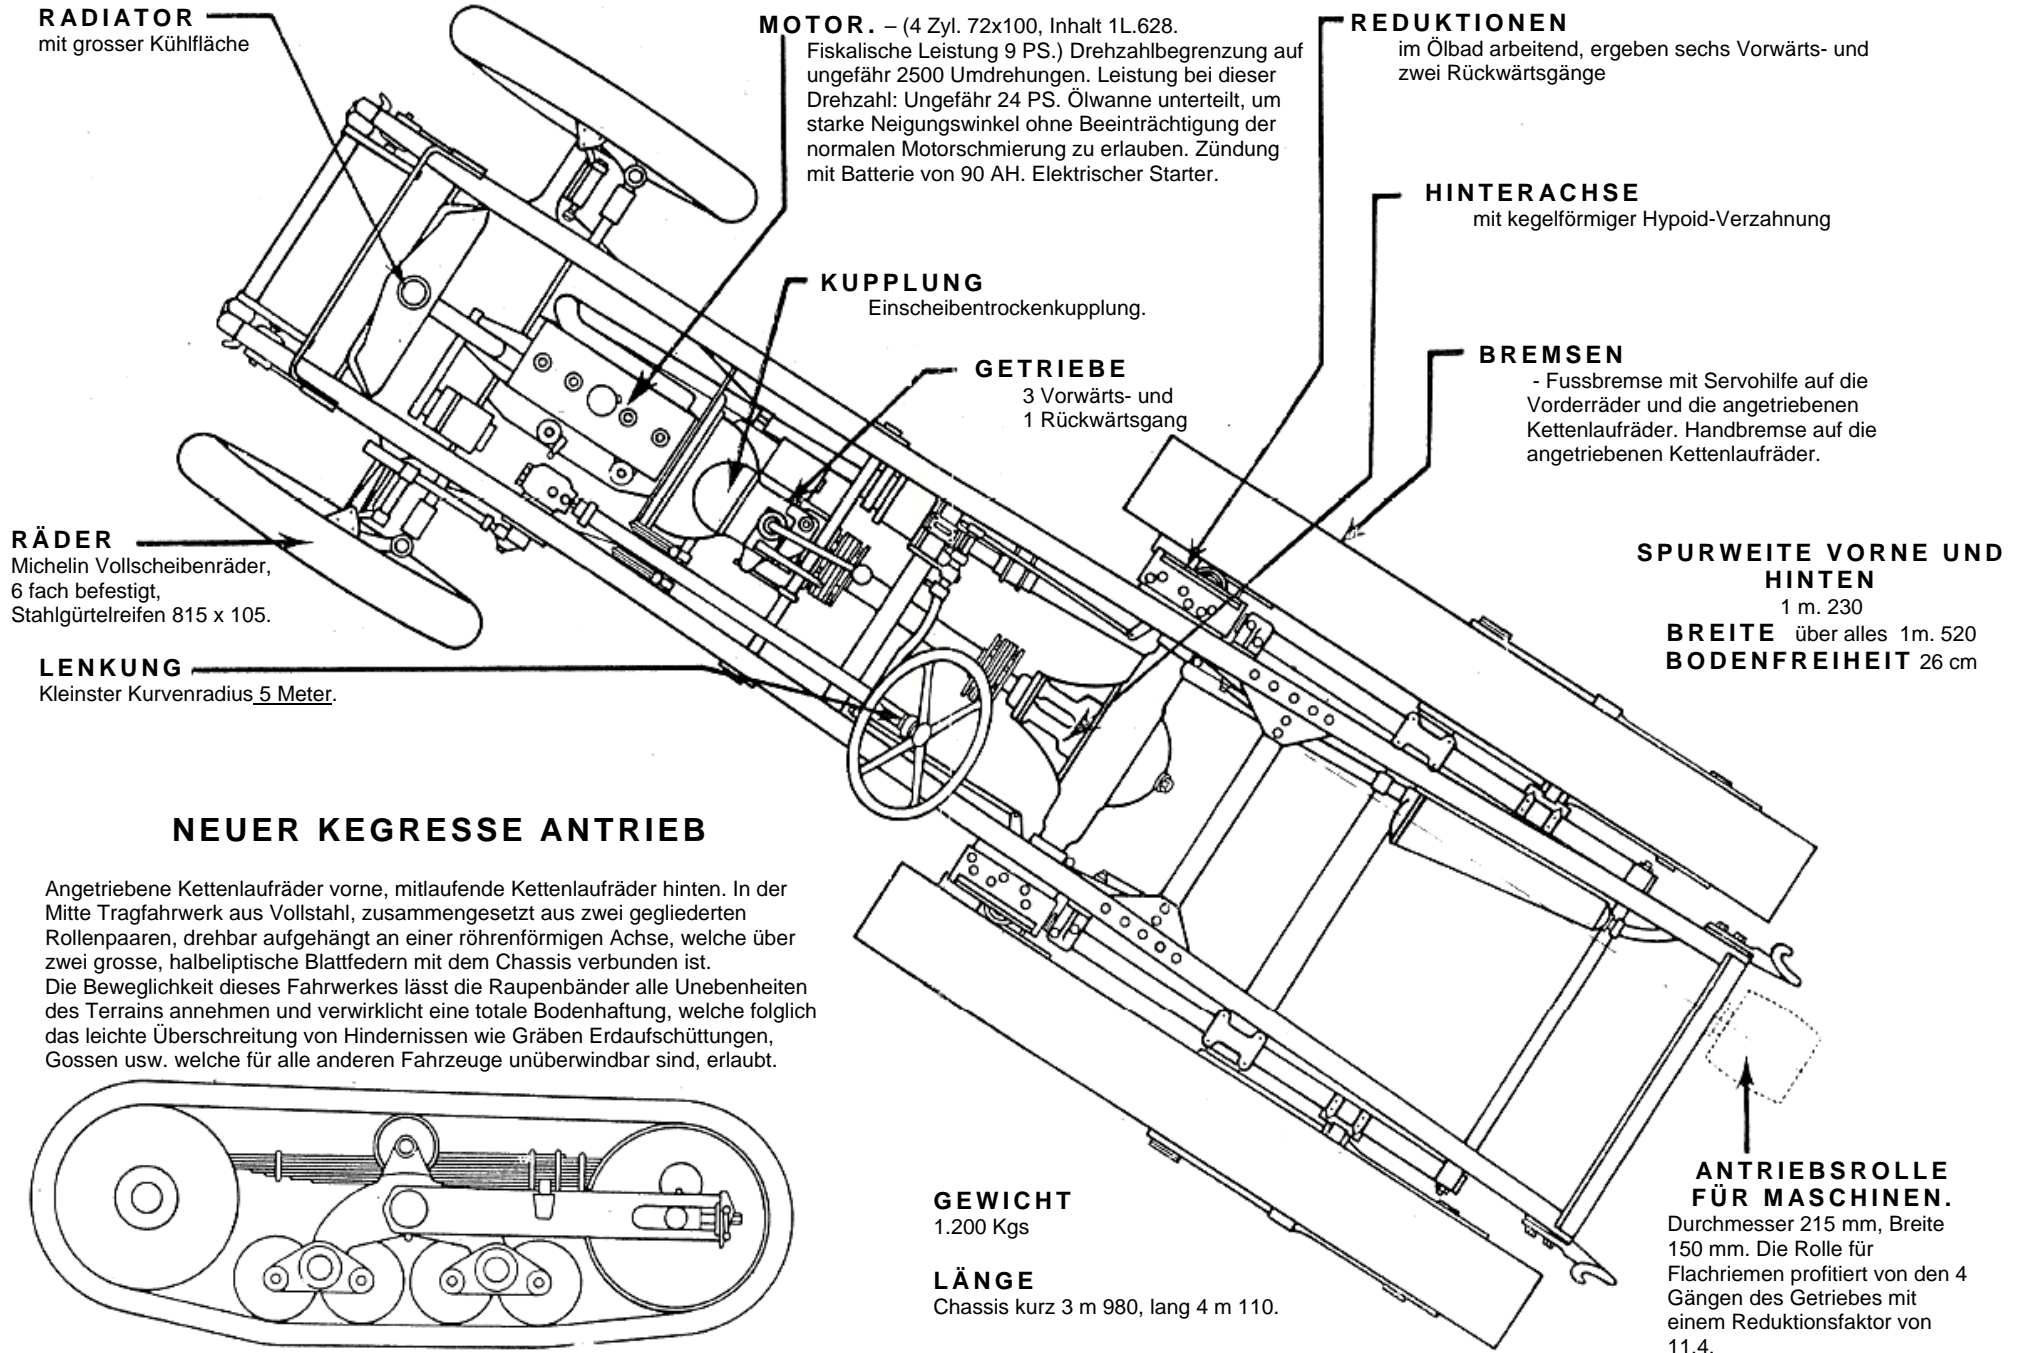 RADIATOR
mit grosser Kühlfläche
MOTOR. – (4 Zyl. 72x100, Inhalt 1L.628.
Fiskalische Leistung 9 PS.) Drehzahlbegrenzung auf
ungefähr 2500 Umdrehungen. Leistung bei dieser
Drehzahl: Ungefähr 24 PS. Ölwanne unterteilt, um
starke Neigungswinkel ohne Beeinträchtigung der
normalen Motorschmierung zu erlauben. Zündung
mit Batterie von 90 AH. Elektrischer Starter.
REDUKTIONEN
im Ölbad arbeitend, ergeben sechs Vorwärts- und
zwei Rückwärtsgänge
HINTERACHSE
mit kegelförmiger Hypoid-Verzahnung
KUPPLUNG
Einscheibentrockenkupplung.
GETRIEBE
3 Vorwärts- und
1 Rückwärtsgang
BREMSEN
- Fussbremse mit Servohilfe auf die
Vorderräder und die angetriebenen
Kettenlaufräder. Handbremse auf die
angetriebenen Kettenlaufräder.
RÄDER
Michelin Vollscheibenräder,
6 fach befestigt,
Stahlgürtelreifen 815 x 105.
SPURWEITE VORNE UND
HINTEN
1 m. 230
BREITE über alles 1m. 520
BODENFREIHEIT 26 cm
LENKUNG
Kleinster Kurvenradius 5 Meter.
NEUER KEGRESSE ANTRIEB
Angetriebene Kettenlaufräder vorne, mitlaufende Kettenlaufräder hinten. In der
Mitte Tragfahrwerk aus Vollstahl, zusammengesetzt aus zwei gegliederten
Rollenpaaren, drehbar aufgehängt an einer röhrenförmigen Achse, welche über
zwei grosse, halbeliptische Blattfedern mit dem Chassis verbunden ist.
Die Beweglichkeit dieses Fahrwerkes lässt die Raupenbänder alle Unebenheiten
des Terrains annehmen und verwirklicht eine totale Bodenhaftung, welche folglich
das leichte Überschreitung von Hindernissen wie Gräben Erdaufschüttungen,
Gossen usw. welche für alle anderen Fahrzeuge unüberwindbar sind, erlaubt.
GEWICHT
1.200 Kgs
LÄNGE
Chassis kurz 3 m 980, lang 4 m 110.
ANTRIEBSROLLE
FÜR MASCHINEN.
Durchmesser 215 mm, Breite
150 mm. Die Rolle für
Flachriemen profitiert von den 4
Gängen des Getriebes mit
einem Reduktionsfaktor von
11.4.